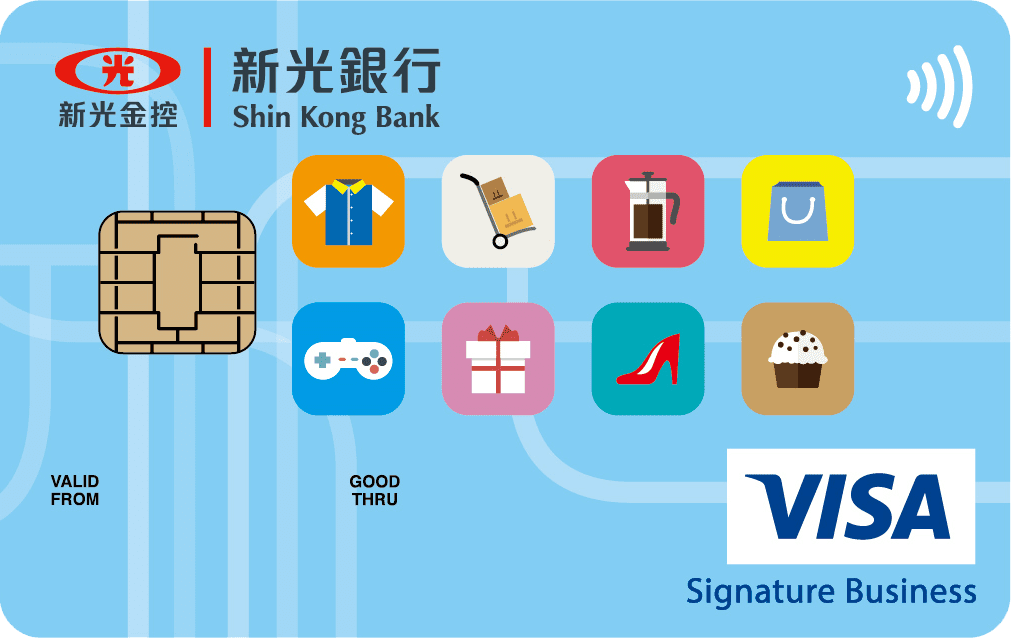 光
新光金控
新光銀行
Shin Kong Bank
VALID
FROM
GOOD
THRU
VISA
Signature Business